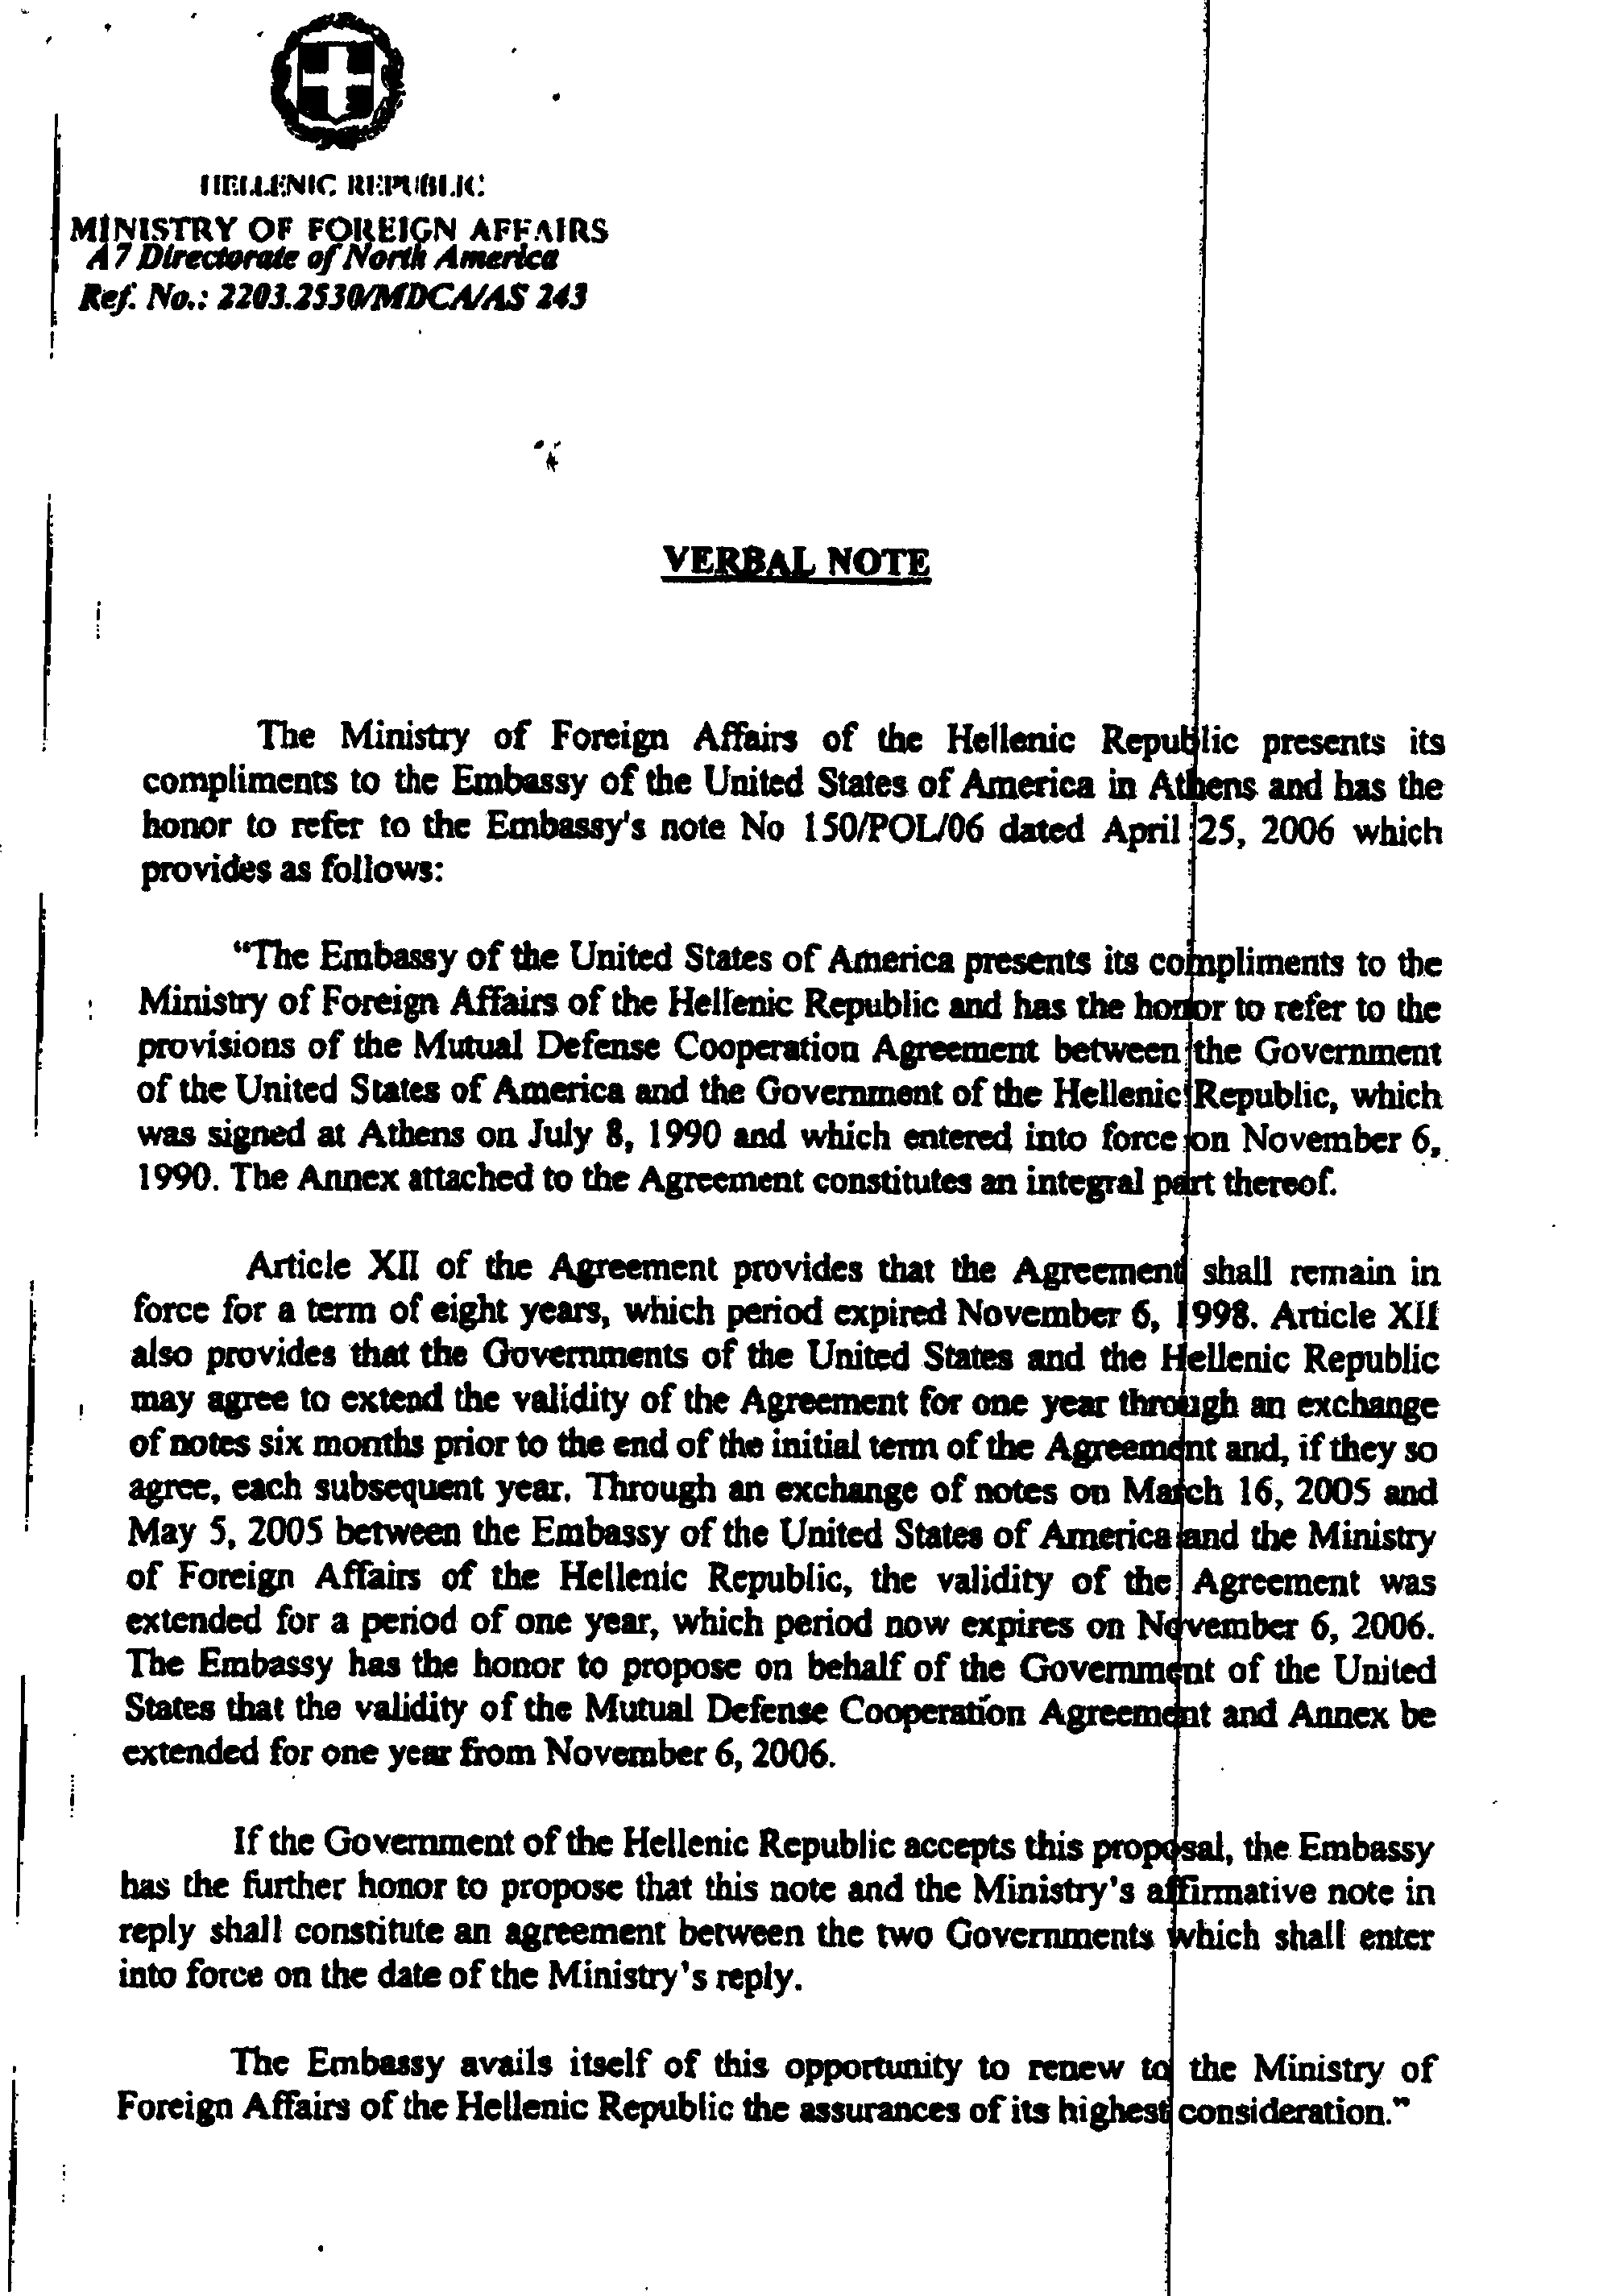 HELLENIC REPUBLIC
MINISTRY OF FOREIGN AFFAIRS
A7 Directorate of North America
Ref. No.: 2203.2530/MDCA/AS 243
VERBAL NOTE
The Ministry of Foreign Affairs of the Hellenic Republic presents its
compliments to the Embassy of the United States of America in Athens and has the
honor to refer to the Embassy's note No 150/POL/06 dated April 25, 2006 which
provides as follows:
“The Embassy of the United States of America presents its compliments to the
Ministry of Foreign Affairs of the Hellenic Republic and has the honor to refer to the
provisions of the Mutual Defense Cooperation Agreement between the Government
of the United States of America and the Government of the Hellenic Republic, which
was signed at Athens on July 8, 1990 and which entered into force on November 6,
1990. The Annex attached to the Agreement constitutes an integral part thereof.
Article XII of the Agreement provides that the Agreement shall remain in
force for a term of eight years, which period expired November 6, 1998. Article XII
also provides that the Governments of the United States and the Hellenic Republic
may agree to extend the validity of the Agreement for one year through an exchange
of notes six months prior to the end of the initial term of the Agreement and, if they so
agree, each subsequent year. Through an exchange of notes on March 16, 2005 and
May 5, 2005 between the Embassy of the United States of America and the Ministry
of Foreign Affairs of the Hellenic Republic, the validity of the Agreement was
extended for a period of one year, which period now expires on November 6, 2006.
The Embassy has the honor to propose on behalf of the Government of the United
States that the validity of the Mutual Defense Cooperation Agreement and Annex be
extended for one year from November 6, 2006.
If the Government of the Hellenic Republic accepts this proposal, the Embassy
has the further honor to propose that this note and the Ministry's affirmative note in
reply shall constitute an agreement between the two Governments which shall enter
into force on the date of the Ministry's reply.
The Embassy avails itself of this opportunity to renew to the Ministry of
Foreign Affairs of the Hellenic Republic the assurances of its highest consideration.”